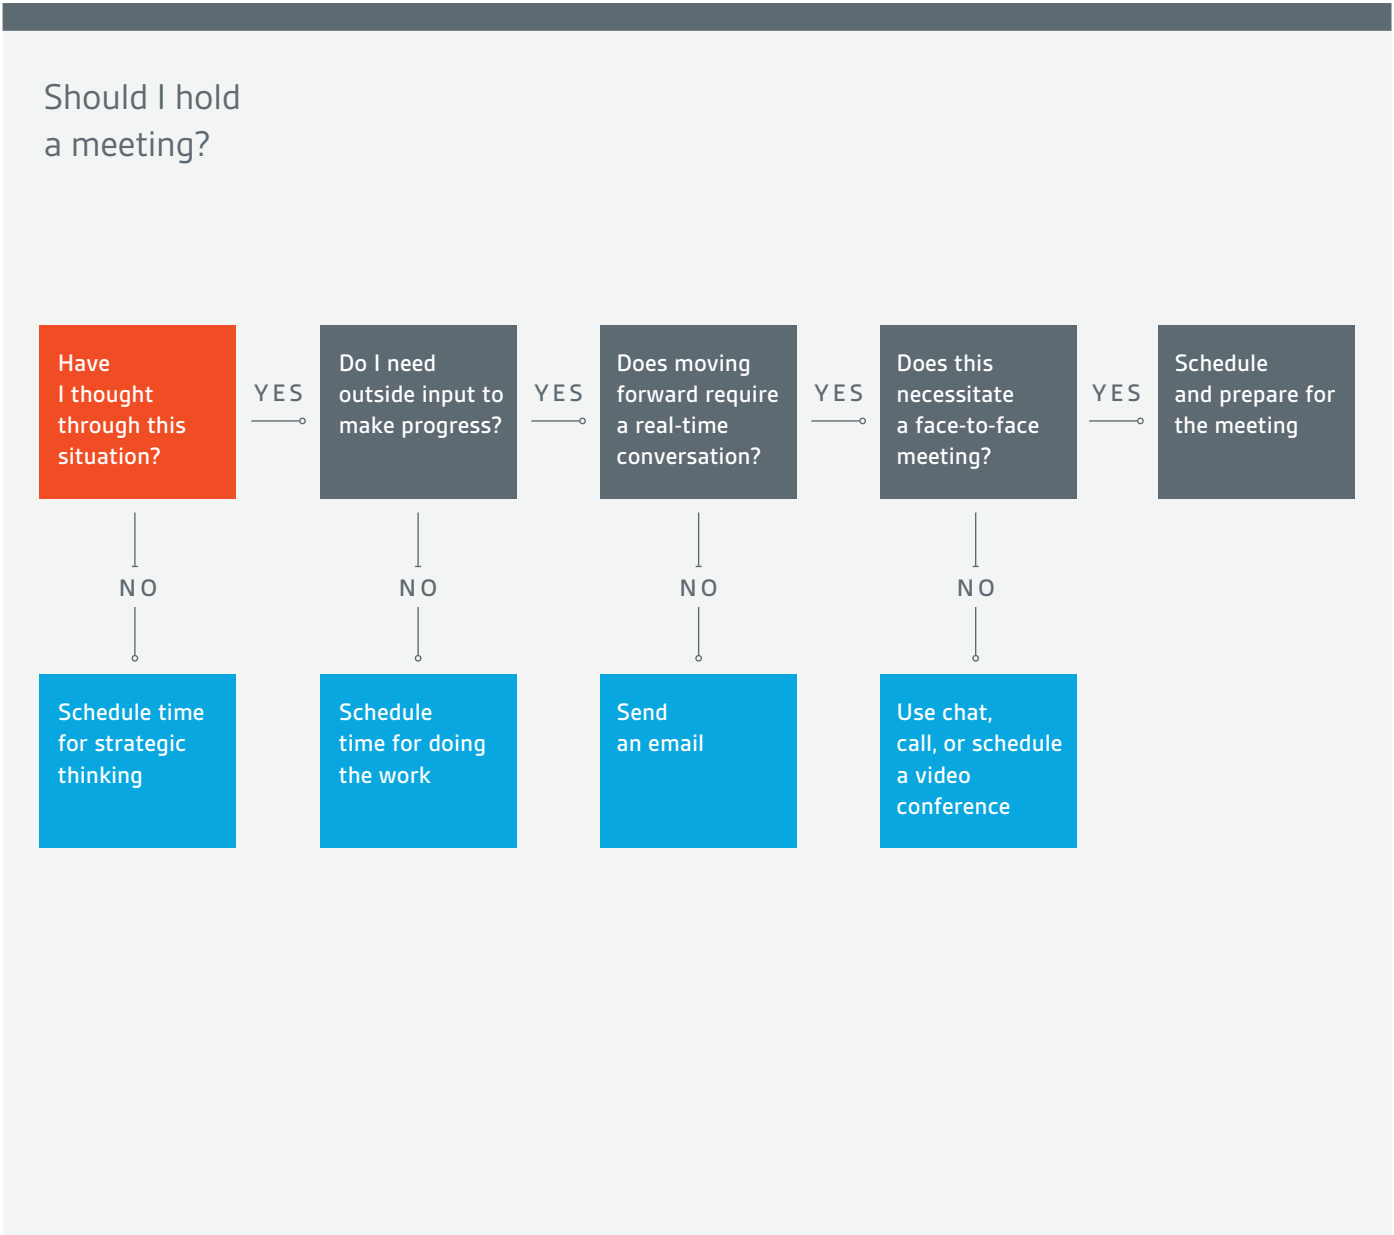 Should I hold
a meeting?
Have
I thought
through this
situation?
YES
Do I need
outside input to
make progress?
YES
Does moving
forward require
a real-time
conversation?
YES
Does this
necessitate
a face-to-face
meeting?
YES
Schedule
and prepare for
the meeting
NO
NO
NO
NO
Schedule time
for strategic
thinking
Schedule
time for doing
the work
Send
an email
Use chat,
call, or schedule
a video
conference